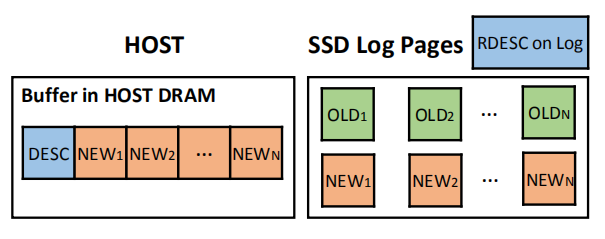 HOST
Buffer in HOST DRAM
DESC NEW1 NEW2 ... NEWN
SSD Log Pages
RDESC on Log
OLD1 OLD2 ... OLDN
NEW1 NEW2 ... NEWN